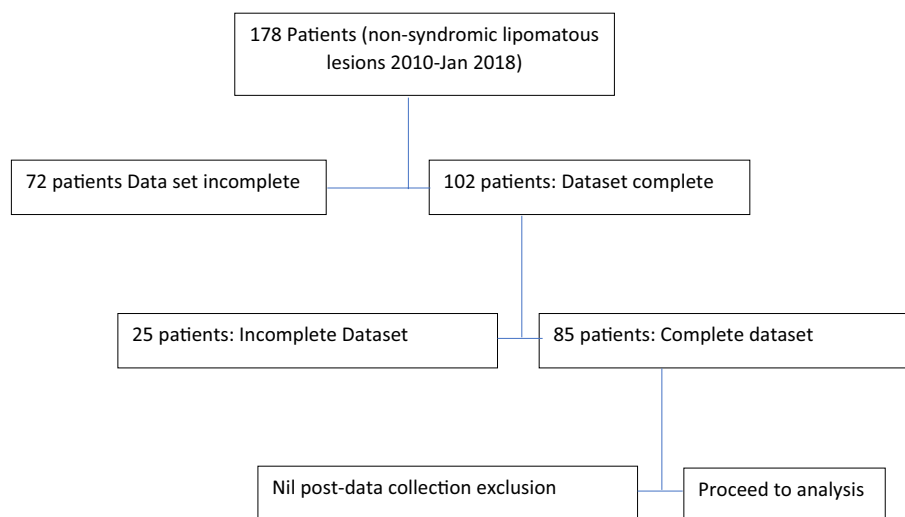 178 Patients (non-syndromic lipomatous
lesions 2010-Jan 2018)
72 patients Data set incomplete
102 patients: Dataset complete
25 patients: Incomplete Dataset
85 patients: Complete dataset
Nil post-data collection exclusion
Proceed to analysis